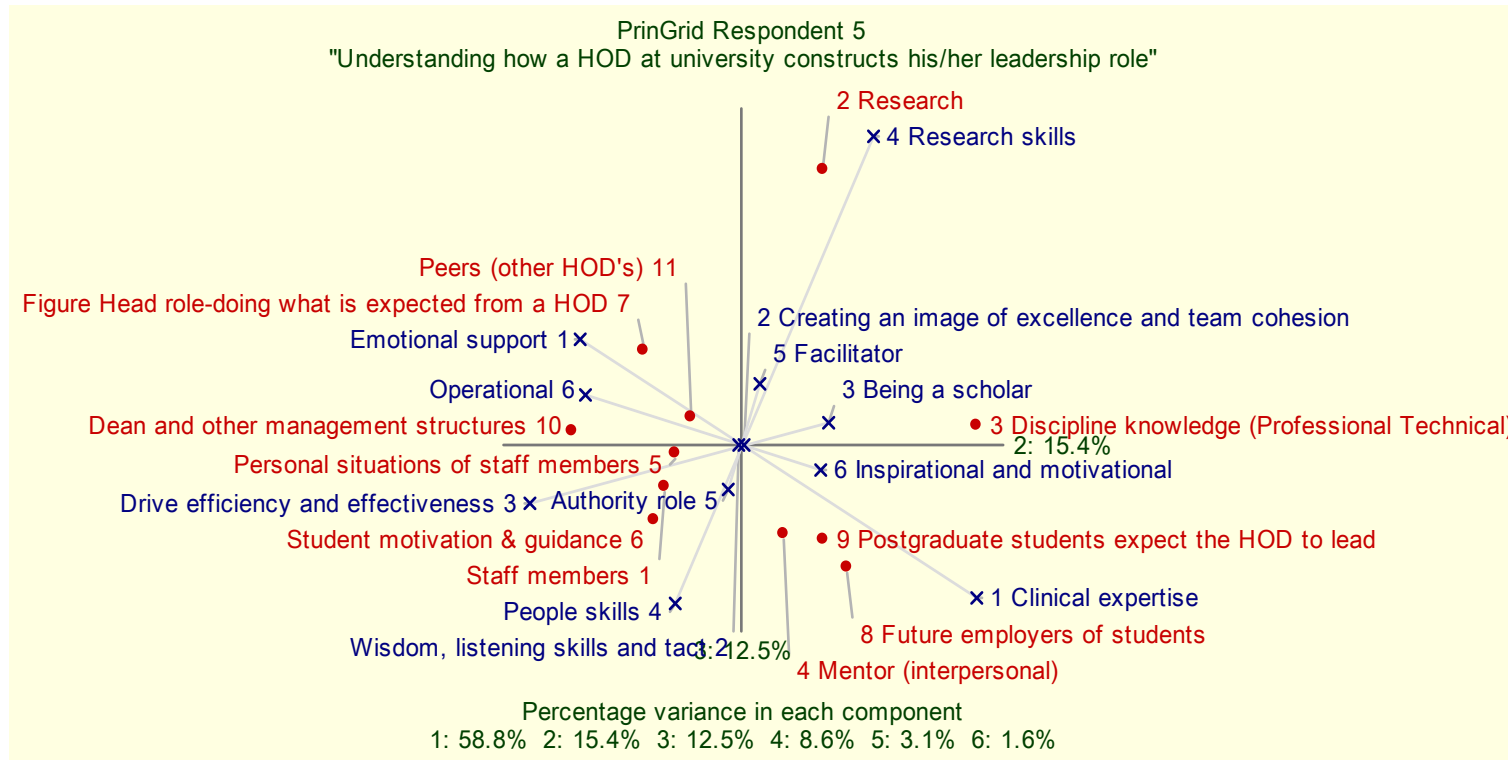 PrinGrid Respondent 5
"Understanding how a HOD at university constructs his/her leadership role"
2 Research
4 Research skills
Peers (other HOD's) 11
Figure Head role-doing what is expected from a HOD 7
2 Creating an image of excellence and team cohesion
Emotional support 1
5 Facilitator
Operational 6
3 Being a scholar
Dean and other management structures 10
3 Discipline knowledge (Professional Technical)
2: 15.4%
Personal situations of staff members 5
6 Inspirational and motivational
Drive efficiency and effectiveness 3
Authority role 5
Student motivation & guidance 6
9 Postgraduate students expect the HOD to lead
Staff members 1
People skills 4
1 Clinical expertise
8 Future employers of students
Wisdom, listening skills and tact 2
3: 12.5%
4 Mentor (interpersonal)
Percentage variance in each component
1: 58.8% 2: 15.4% 3: 12.5% 4: 8.6% 5: 3.1% 6: 1.6%